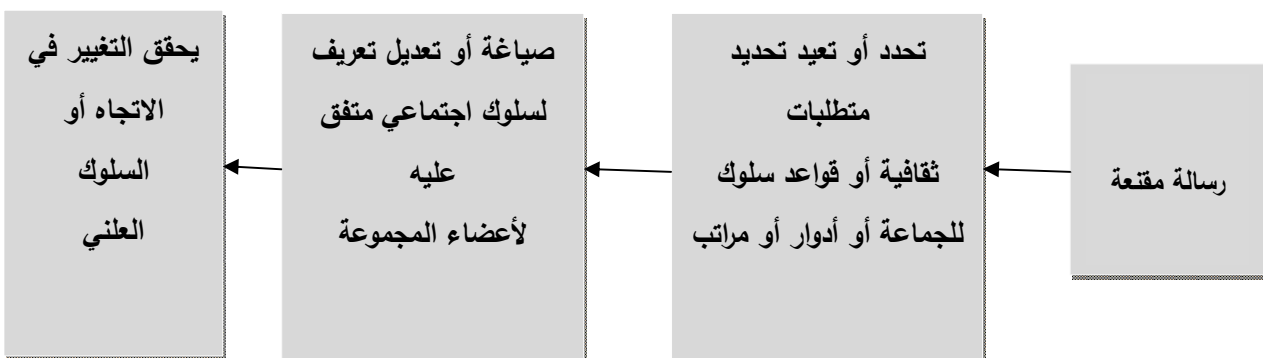 رسالة مقنعة
تحدد أو تعيد تحديد
متطلبات
ثقافية أو قواعد سلوك
للجماعة أو أدوار أو مراتب
صياغة أو تعديل تعريف
لسلوك اجتماعي متفق
عليه
لأعضاء المجموعة
يحقق التغيير في
الاتجاه أو
السلوك
العلني